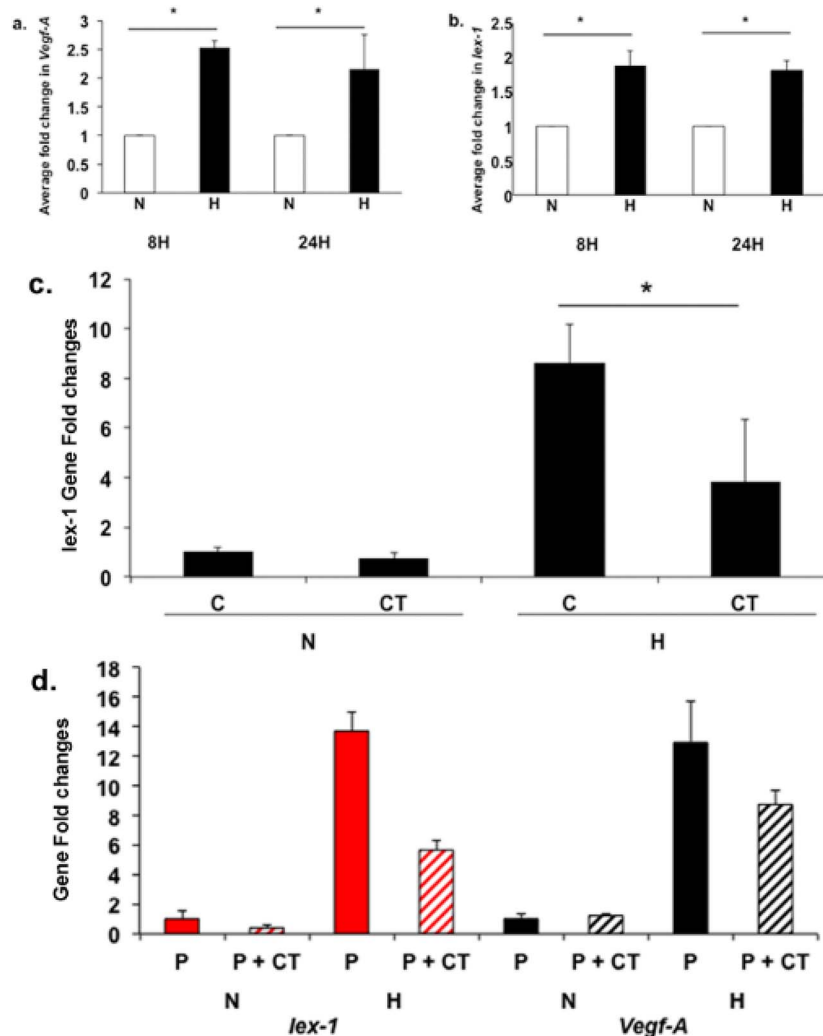 a.
Average fold change in Vegf-A
3
2.5
2
1.5
1
0.5
0
*
*
N H N H
8H 24H
b.
Average fold change in Iex-1
2.5
2
1.5
1
0.5
0
*
*
N H N H
8H 24H
c.
Iex-1 Gene Fold changes
12
10
8
6
4
2
0
*
C CT C CT
N H
d.
Gene Fold changes
18
16
14
12
10
8
6
4
2
0
P P + CT P P + CT P P + CT P P + CT
N H N H
Iex-1 Vegf-A